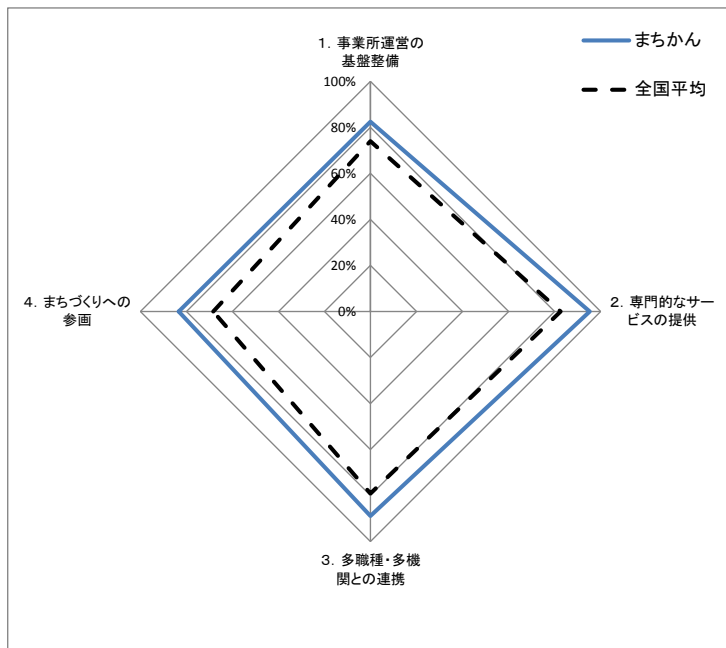 1. 事業所運営の
基盤整備
まちかん
全国平均
100%
80%
60%
40%
20%
0%
4. まちづくりへの
参画
2. 専門的なサー
ビスの提供
3. 多職種・多機
関との連携